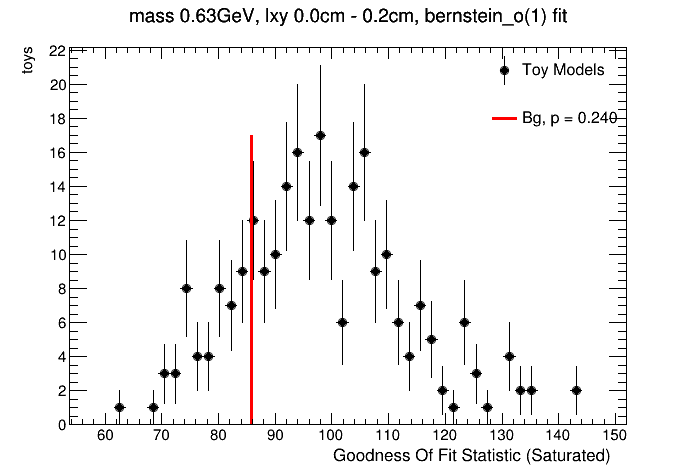 mass 0.63GeV, lxy 0.0cm - 0.2cm, bernstein_o(1) fit
toys
22
20
18
16
14
12
10
8
6
4
2
0
Toy Models
Bg, p = 0.240
60 70 80 90 100 110 120 130 140 150
Goodness Of Fit Statistic (Saturated)